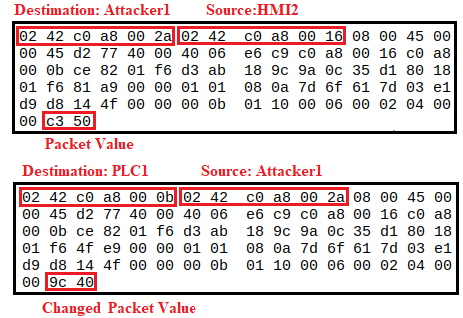 Destination: Attacker1 Source:HMI2
02 42 c0 a8 00 2a 02 42 c0 a8 00 16 08 00 45 00
00 45 d2 77 40 00 40 06 e6 c9 c0 a8 00 16 c0 a8
00 0b ce 82 01 f6 d3 ab 18 9c 9a 0c 35 d1 80 18
01 f6 81 a9 00 00 01 01 08 0a 7d 6f 61 7d 03 e1
d9 d8 14 4f 00 00 00 0b 01 10 00 06 00 02 04 00
00 c3 50
Packet Value
Destination: PLC1 Source: Attacker1
02 42 c0 a8 00 0b 02 42 c0 a8 00 2a 08 00 45 00
00 45 d2 77 40 00 40 06 e6 c9 c0 a8 00 16 c0 a8
00 0b ce 82 01 f6 d3 ab 18 9c 9a 0c 35 d1 80 18
01 f6 4f e9 00 00 01 01 08 0a 7d 6f 61 7d 03 e1
d9 d8 14 4f 00 00 00 0b 01 10 00 06 00 02 04 00
00 9c 40
Changed Packet Value